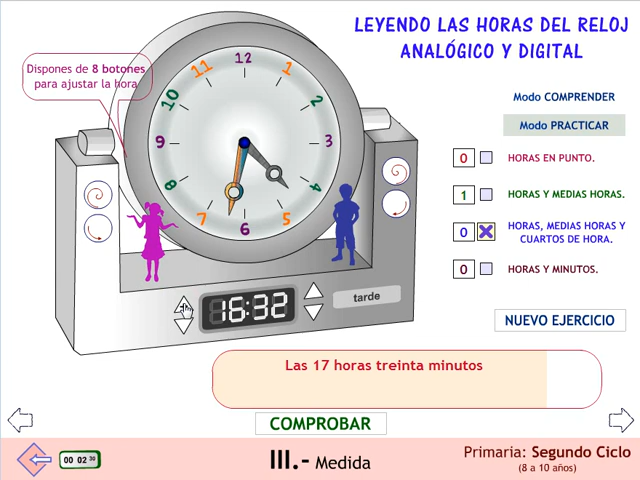 LEYENDO LAS HORAS DEL RELOJ
ANALÓGICO Y DIGITAL
Dispones de 8 botones
para ajustar la hora
12
1
2
3
4
5
6
7
8
9
10
11
Modo COMPRENDER
Modo PRACTICAR
0 HORAS EN PUNTO.
1 HORAS Y MEDIAS HORAS.
0 HORAS, MEDIAS HORAS Y
CUARTOS DE HORA.
0 HORAS Y MINUTOS.
16:32
tarde
NUEVO EJERCICIO
Las 17 horas treinta minutos
COMPROBAR
00 02 30
III.- Medida
Primaria: Segundo Ciclo
(8 a 10 años)